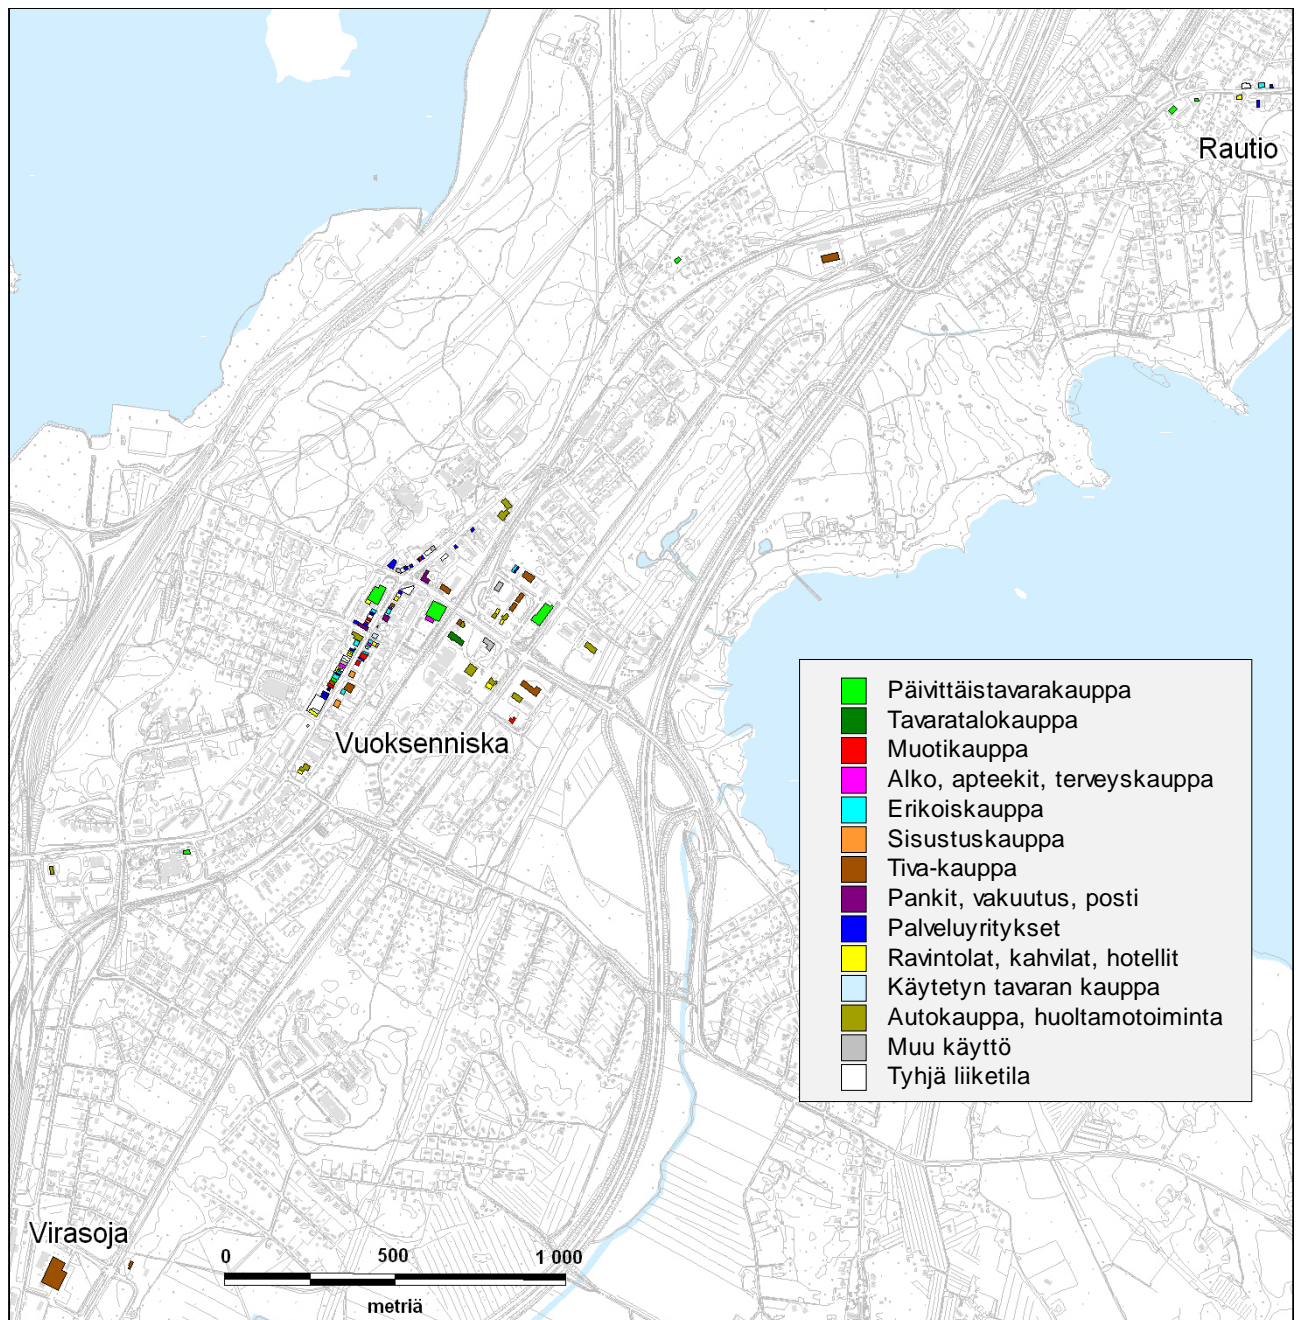 Rautio
Vuoksenniska
Päivittäistavarakauppa
Tavaratalokauppa
Muotikauppa
Alko, apteekit, terveyskauppa
Erikoiskauppa
Sisustuskauppa
Tiva-kauppa
Pankit, vakuutus, posti
Palveluyritykset
Ravintolat, kahvilat, hotellit
Käytetyn tavaran kauppa
Autokauppa, huoltamotoiminta
Muu käyttö
Tyhjä liiketila
Virasoja
0 500 1 000
metriä